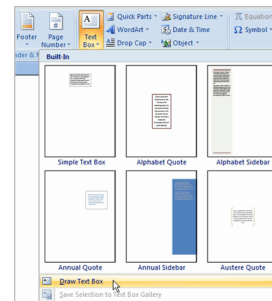 Quick Parts Signature Line Equation
Footer Page Number Text Box WordArt Date & Time Symbol
Drop Cap Object
Built-In
Simple Text Box Alphabet Quote Alphabet Sidebar
Annual Quote Annual Sidebar Austere Quote
Draw Text Box
Save Selection to Text Box Gallery